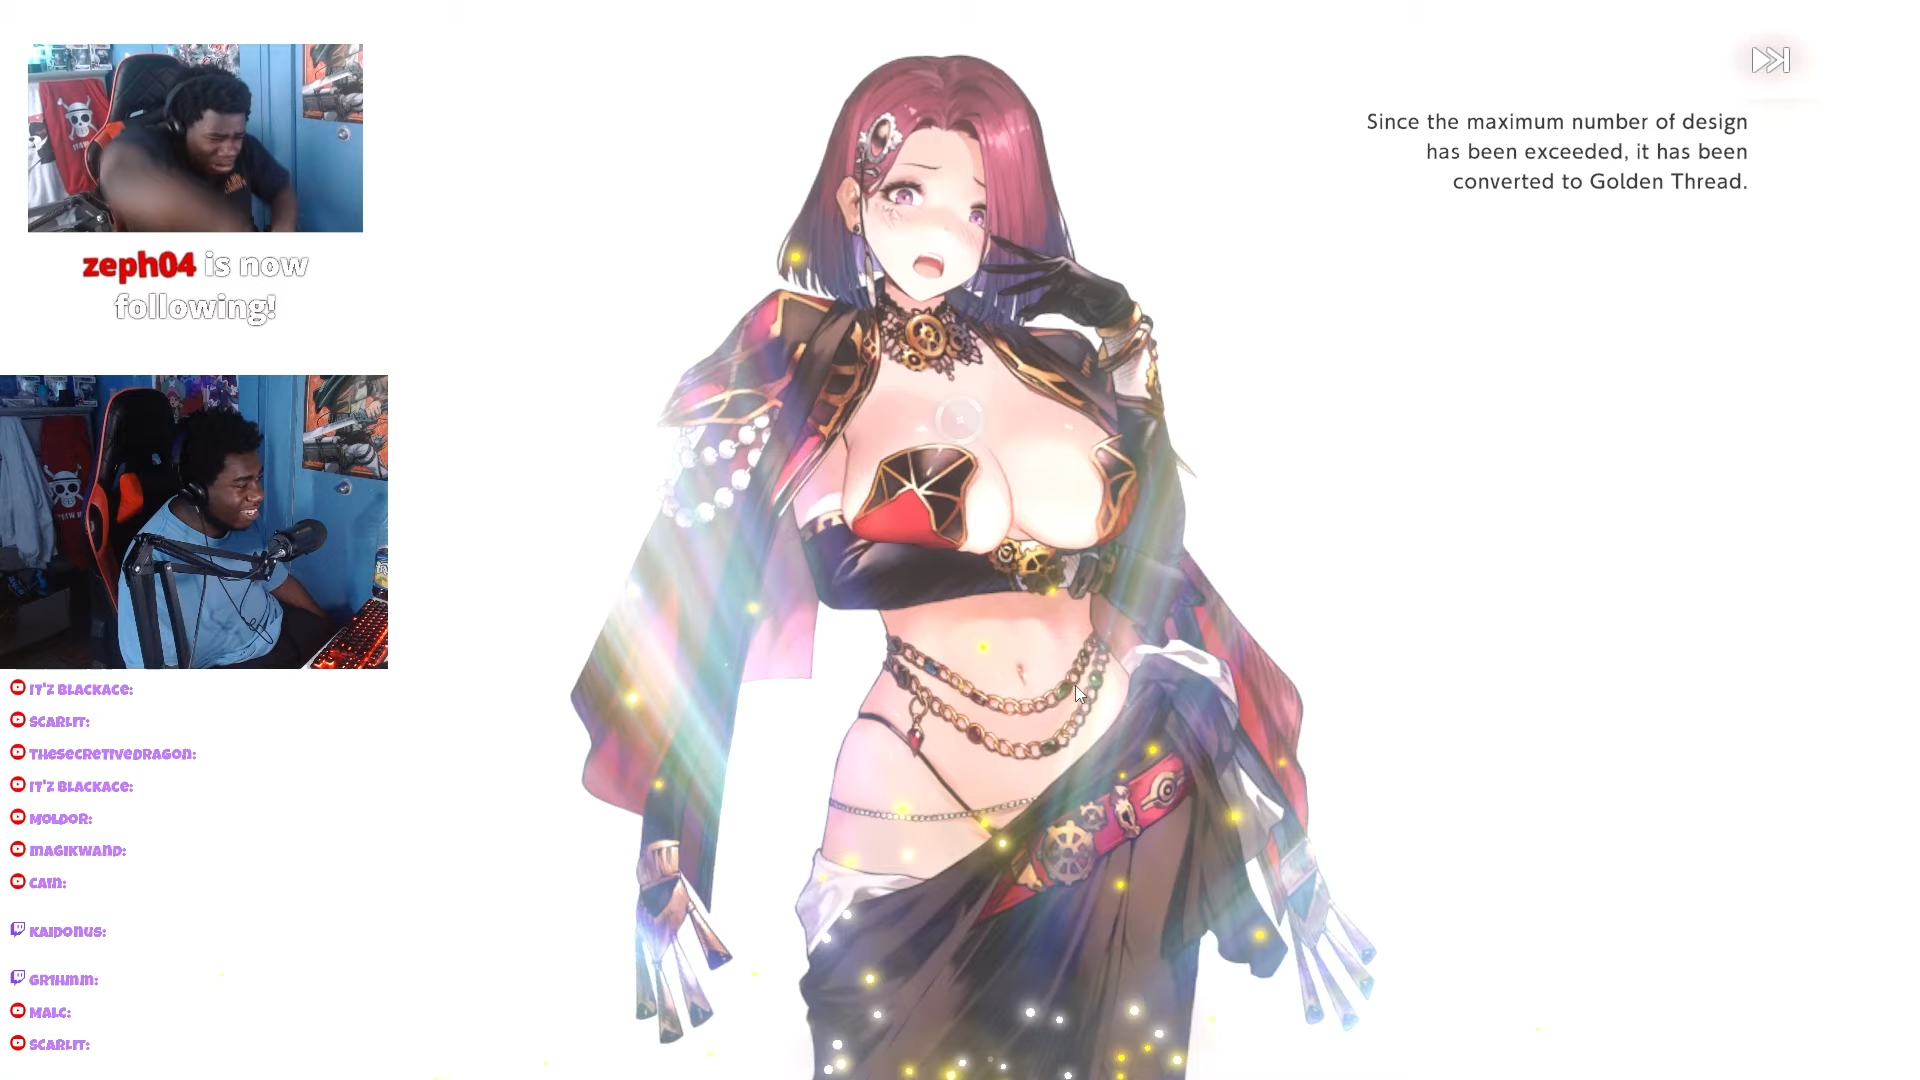 Since the maximum number of design
has been exceeded, it has been
converted to Golden Thread.
zeph04 is now
following!
IT'Z BLACKACE:
SCARLIT:
THESECRETIVEDRAGON:
IT'Z BLACKACE:
MOLDOR:
MAGIKWAND:
CAIN:
KAIDONUS:
GR1HMM:
MALC:
SCARLIT: